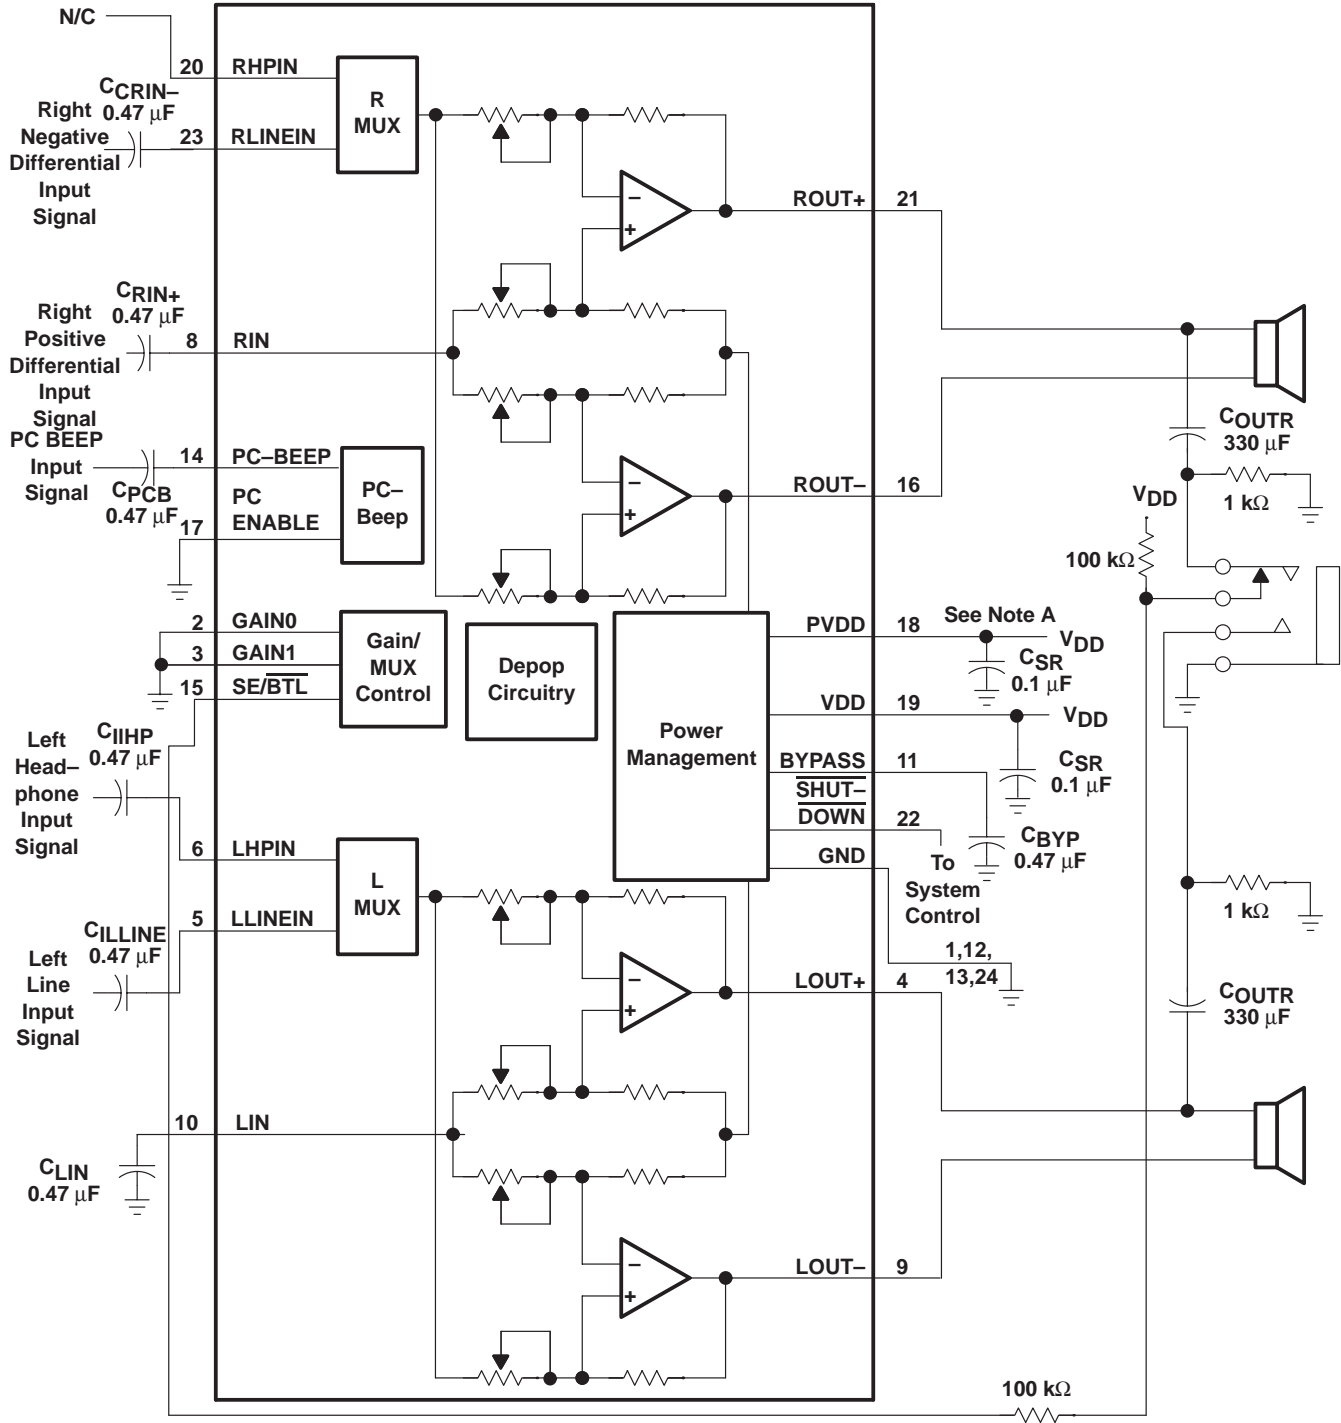 N/C
20 RHPIN
CCRIN–
0.47 μF
Right
Negative
Differential
Input
Signal
23 RLINEIN
R
MUX
ROUT+ 21
CRIN+
0.47 μF
Right
Positive
Differential
Input
Signal
8 RIN
PC BEEP
Input
Signal
CPCB
0.47 μF
14 PC–BEEP
PC
ENABLE
17
PC–
Beep
ROUT– 16
COUTR
330 μF
1 kΩ
VDD
100 kΩ
2 GAIN0
3 GAIN1
15 SE/BTL
Gain/
MUX
Control
Depop
Circuitry
Power
Management
PVDD 18
See Note A
VDD
CSR
0.1 μF
VDD 19
VDD
CSR
0.1 μF
BYPASS 11
SHUT–
DOWN 22
CBYP
0.47 μF
GND
To
System
Control
1,12,
13,24
Left
Head–
phone
Input
Signal
CIIHP
0.47 μF
6 LHPIN
5 LLINEIN
L
MUX
CILLINE
0.47 μF
Left
Line
Input
Signal
LOUT+ 4
1 kΩ
COUTR
330 μF
10 LIN
CLIN
0.47 μF
LOUT– 9
100 kΩ